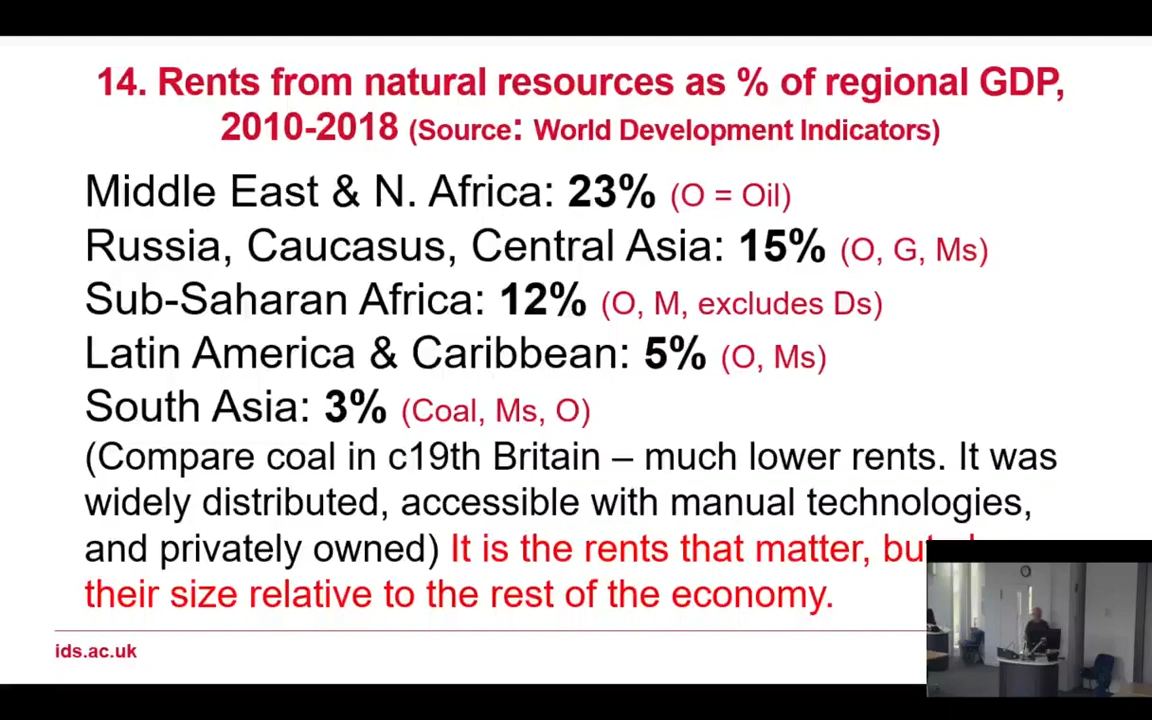 14. Rents from natural resources as % of regional GDP,
2010-2018 (Source: World Development Indicators)
Middle East & N. Africa: 23% (O = Oil)
Russia, Caucasus, Central Asia: 15% (O, G, Ms)
Sub-Saharan Africa: 12% (O, M, excludes Ds)
Latin America & Caribbean: 5% (O, Ms)
South Asia: 3% (Coal, Ms, O)
(Compare coal in c19th Britain – much lower rents. It was
widely distributed, accessible with manual technologies,
and privately owned) It is the rents that matter,
their size relative to the rest of the economy.
ids.ac.uk